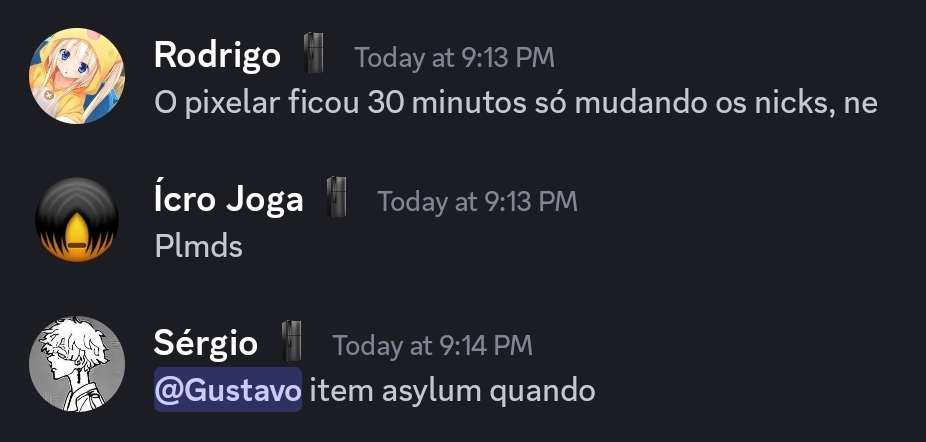 Rodrigo Today at 9:13 PM
O pixelar ficou 30 minutos só mudando os nicks, ne
Ícro Joga Today at 9:13 PM
Plmds
Sérgio Today at 9:14 PM
@Gustavo item asylum quando